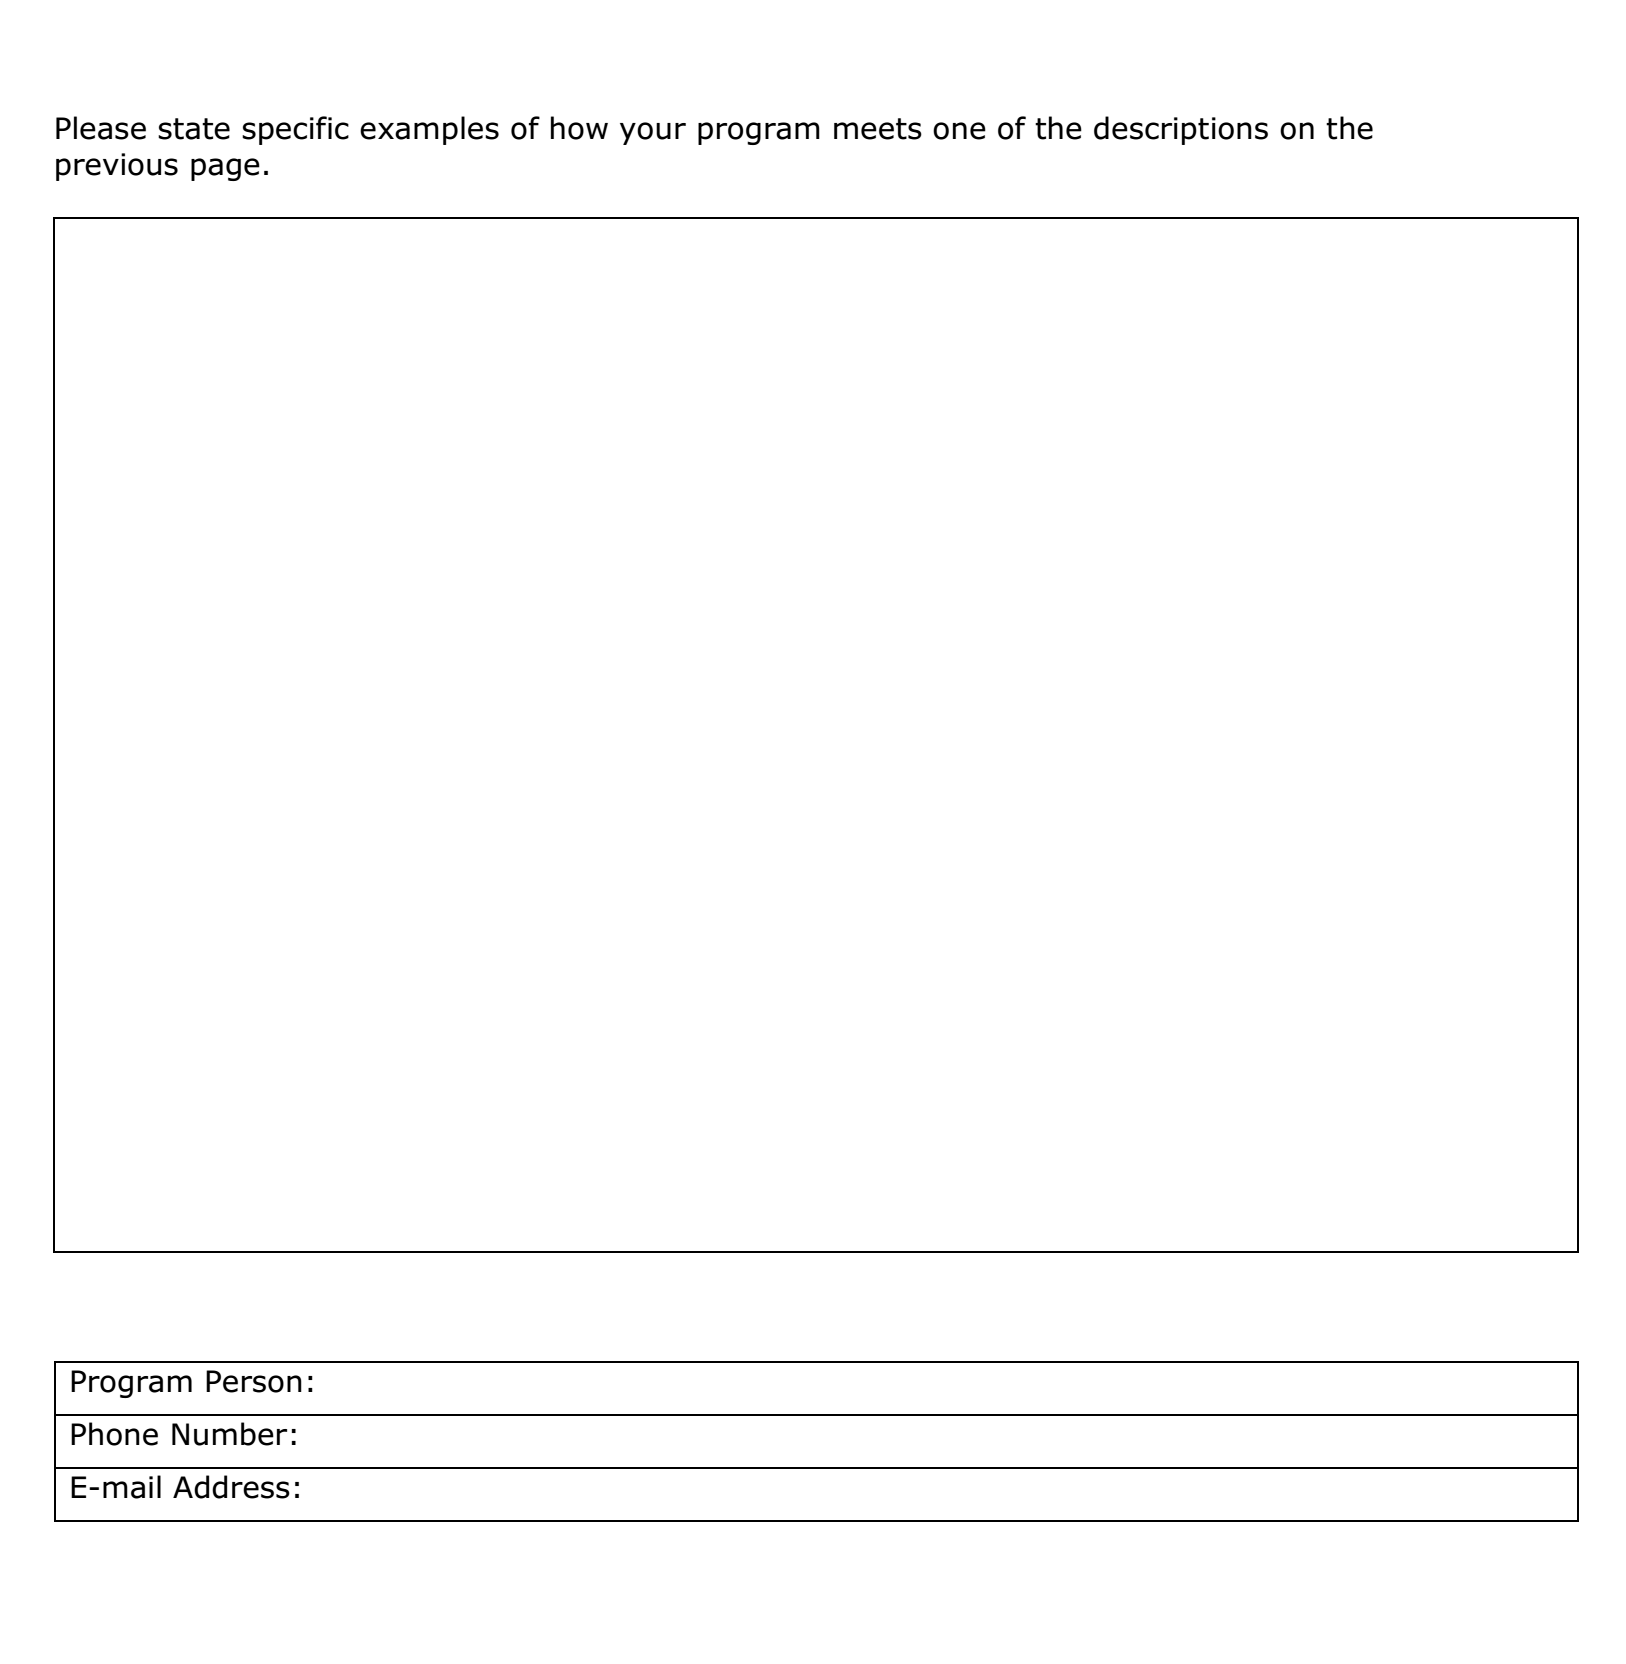 Please state specific examples of how your program meets one of the descriptions on the
previous page.
Program Person:
Phone Number:
E-mail Address: